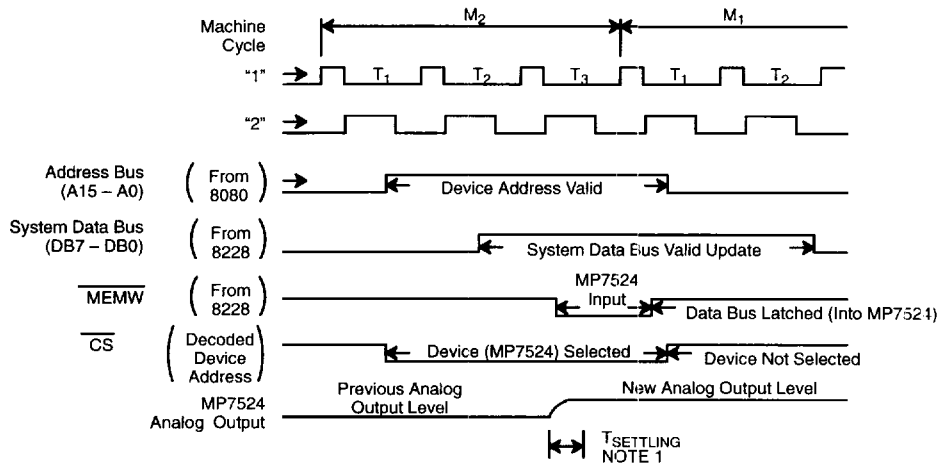 Machine Cycle M2 M1
"1" T1 T2 T3 T1 T2
"2"
Address Bus (A15 – A0) ( From 8080 ) Device Address Valid
System Data Bus (DB7 – DB0) ( From 8228 ) System Data Bus Valid Update
MEMW ( From 8228 ) MP7524 Input Data Bus Latched (Into MP7524)
CS ( Decoded Device Address ) Device (MP7524) Selected Device Not Selected
MP7524 Analog Output Previous Analog Output Level New Analog Output Level
TSETTLING
NOTE 1